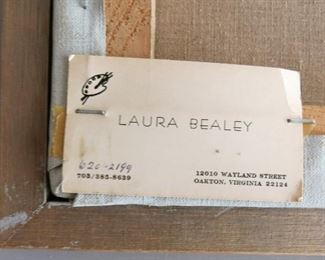 LAURA BEALEY
620-2199
703/385-8639
12010 WAYLAND STREET
OAKTON, VIRGINIA 22124